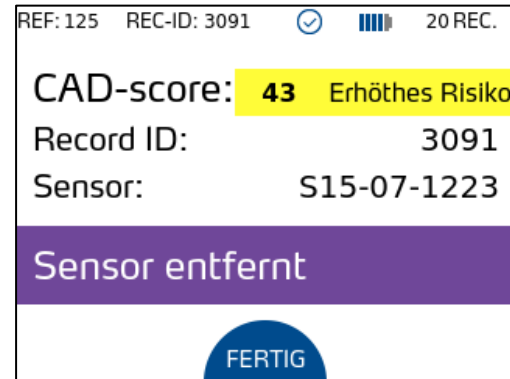 REF: 125 REC-ID: 3091 20 REC.
CAD-score: 43 Erhöthes Risiko
Record ID: 3091
Sensor: S15-07-1223
Sensor entfernt
FERTIG